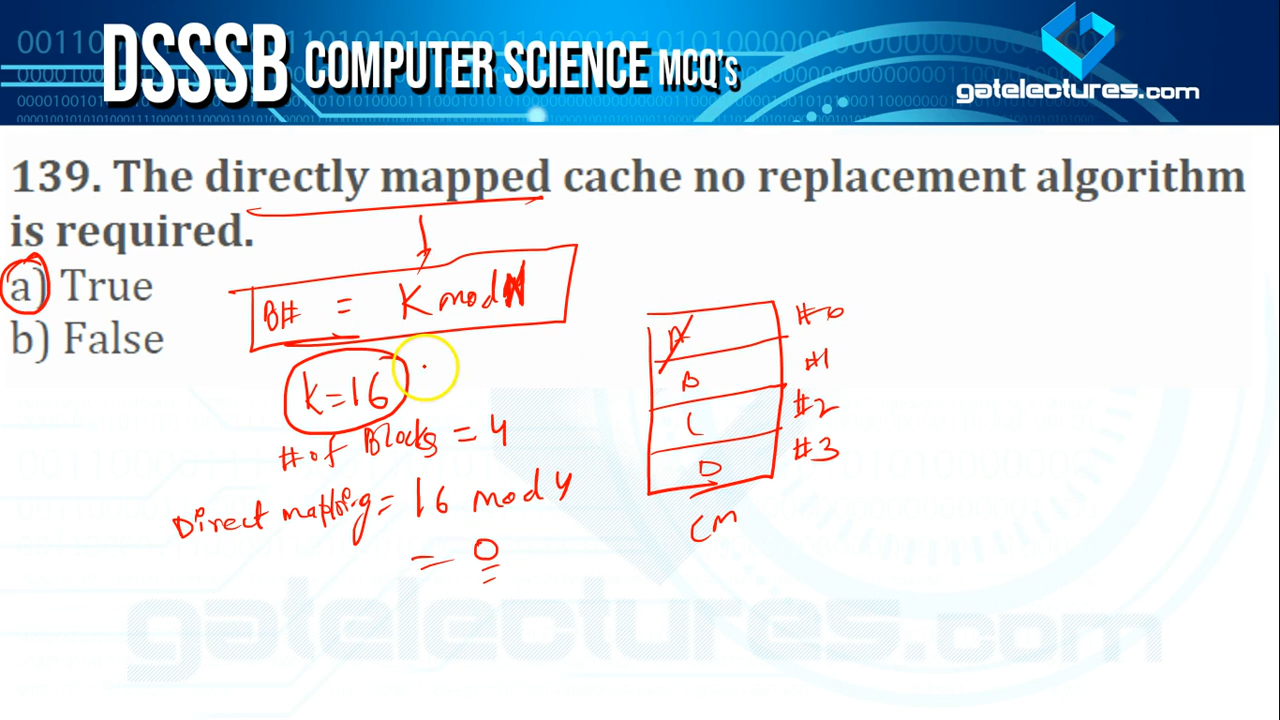 DSSSB COMPUTER SCIENCE MCQ's
gatelectures.com
139. The directly mapped cache no replacement algorithm
is required.
a) True
b) False
B# = K mod N
K=16
# of Blocks = 4
Direct mapping = 16 mod 4
= 0
A #0
B #1
C #2
D #3
CM
gatelectures.com